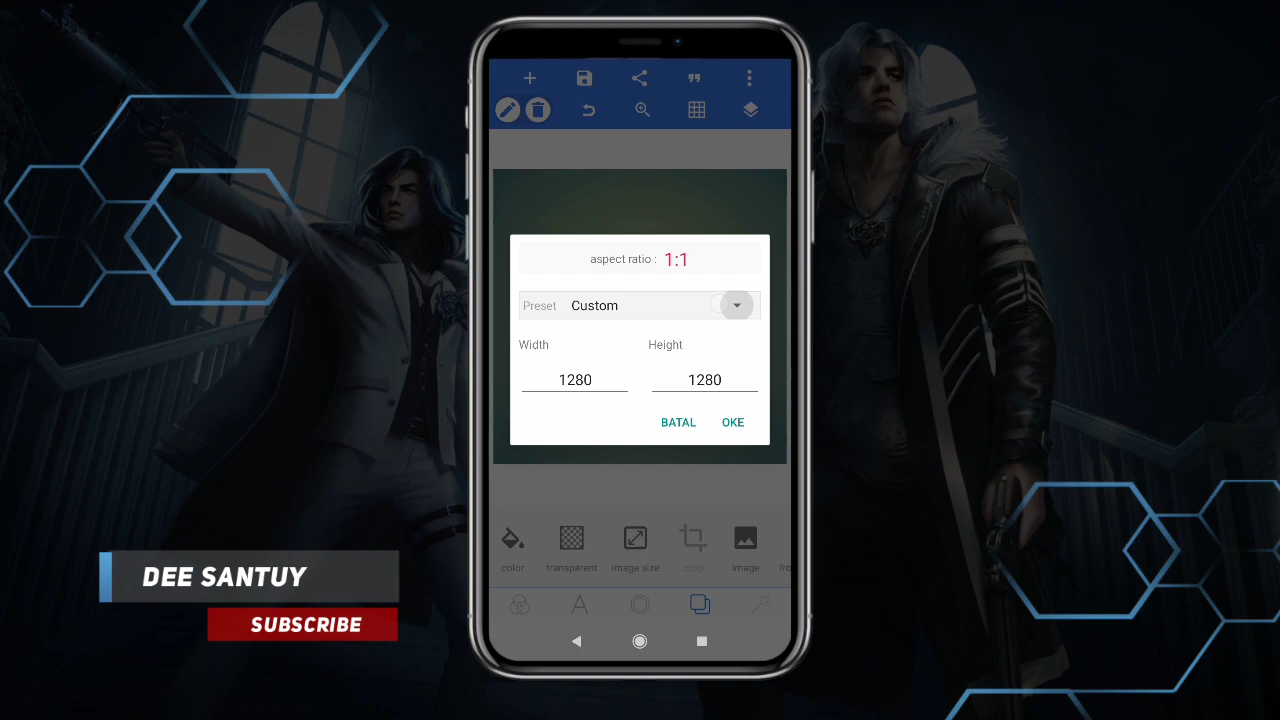 aspect ratio : 1:1
Preset Custom
Width Height
1280 1280
BATAL OKE
color transparent image size crop image fro
DEE SANTUY
SUBSCRIBE